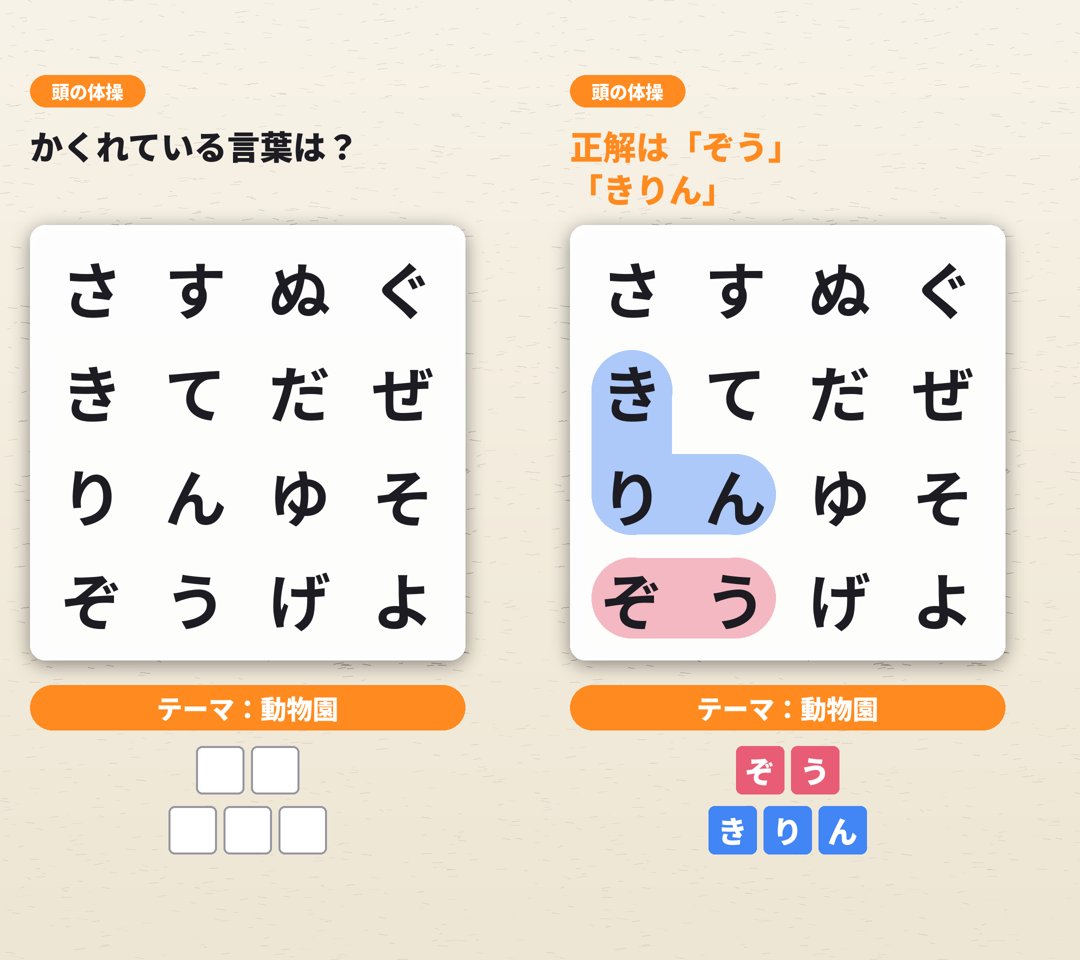 頭の体操
かくれている言葉は？
さ す ぬ ぐ
き て だ ぜ
り ん ゆ そ
ぞ う げ よ
テーマ：動物園
頭の体操
正解は「ぞう」
「きりん」
さ す ぬ ぐ
き て だ ぜ
り ん ゆ そ
ぞ う げ よ
テーマ：動物園
ぞ う
き り ん